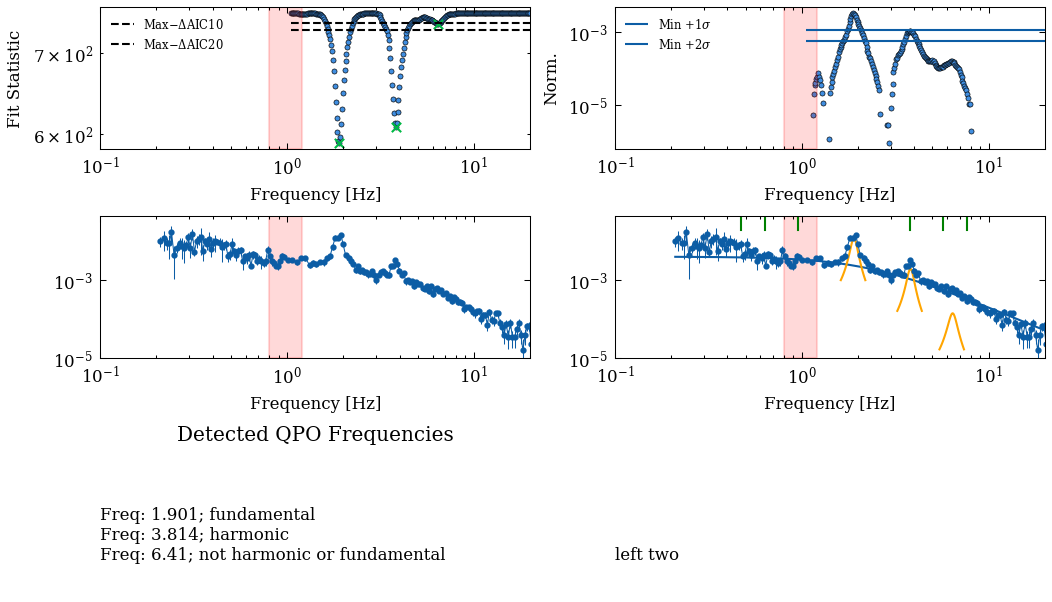 Max−ΔAIC10
Max−ΔAIC20
Fit Statistic
7 × 10²
6 × 10²
10⁻¹ 10⁰ 10¹
Frequency [Hz]
Min +1σ
Min +2σ
Norm.
10⁻³
10⁻⁵
10⁻¹ 10⁰ 10¹
Frequency [Hz]
10⁻³
10⁻⁵
10⁻¹ 10⁰ 10¹
Frequency [Hz]
10⁻³
10⁻⁵
10⁻¹ 10⁰ 10¹
Frequency [Hz]
Detected QPO Frequencies
Freq: 1.901; fundamental
Freq: 3.814; harmonic
Freq: 6.41; not harmonic or fundamental
left two